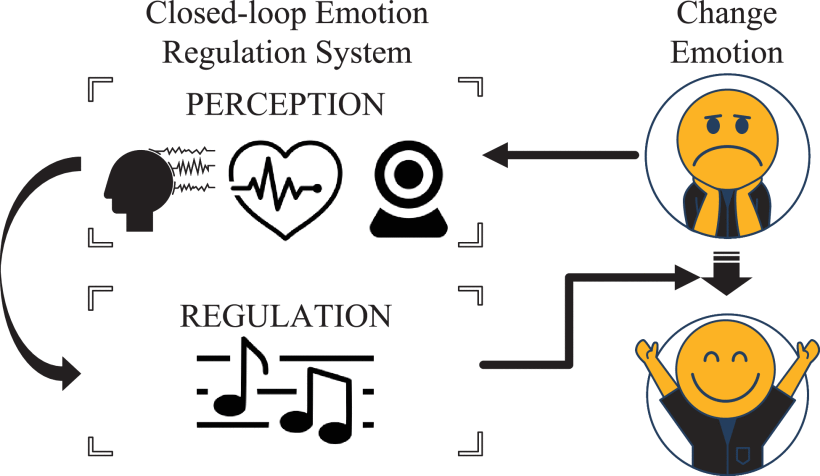 Closed-loop Emotion
Regulation System
Change
Emotion
PERCEPTION
REGULATION